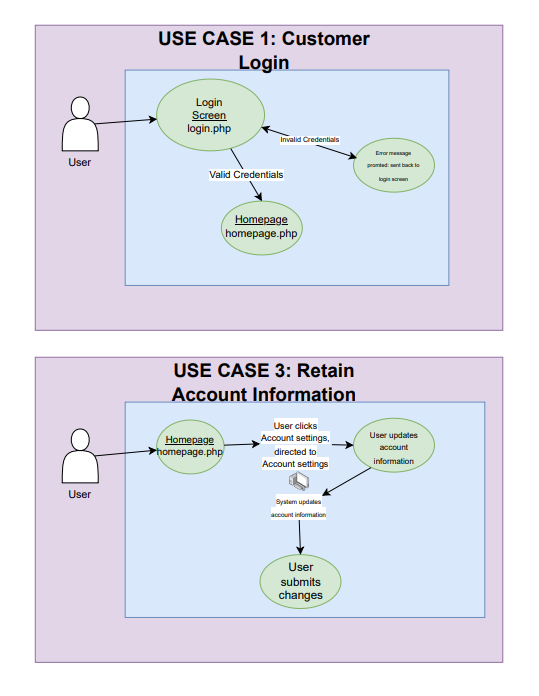 USE CASE 1: Customer
Login
Login
Screen
login.php
Invalid Credentials
Error message
promted: sent back to
login screen
User
Valid Credentials
Homepage
homepage.php
USE CASE 3: Retain
Account Information
User clicks
Account settings,
directed to
Account settings
Homepage
homepage.php
User updates
account
information
User
System updates
account information
User
submits
changes